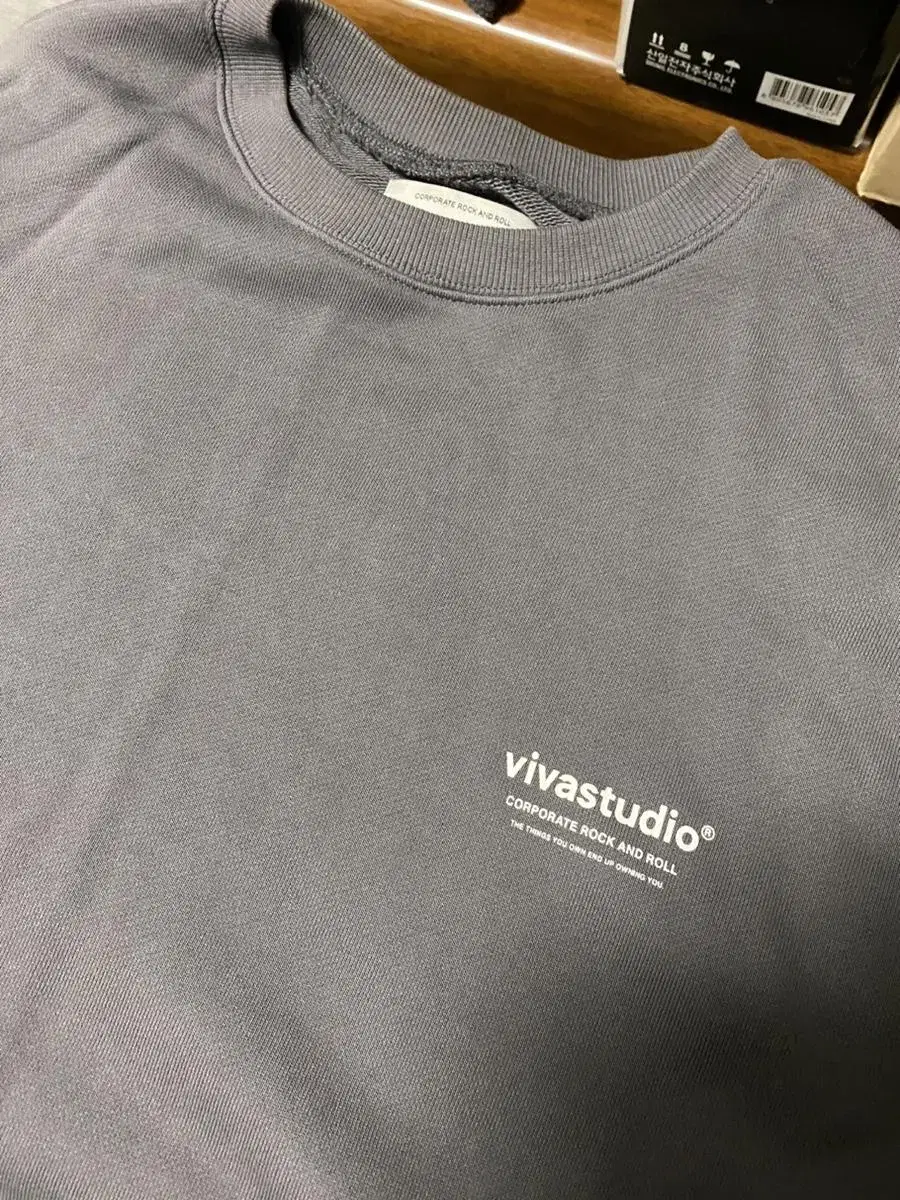 산일전자주식회사
CORPORATE ROCK AND ROLL
vivastudio®
CORPORATE ROCK AND ROLL
THE THINGS YOU OWN END UP OWNING YOU.